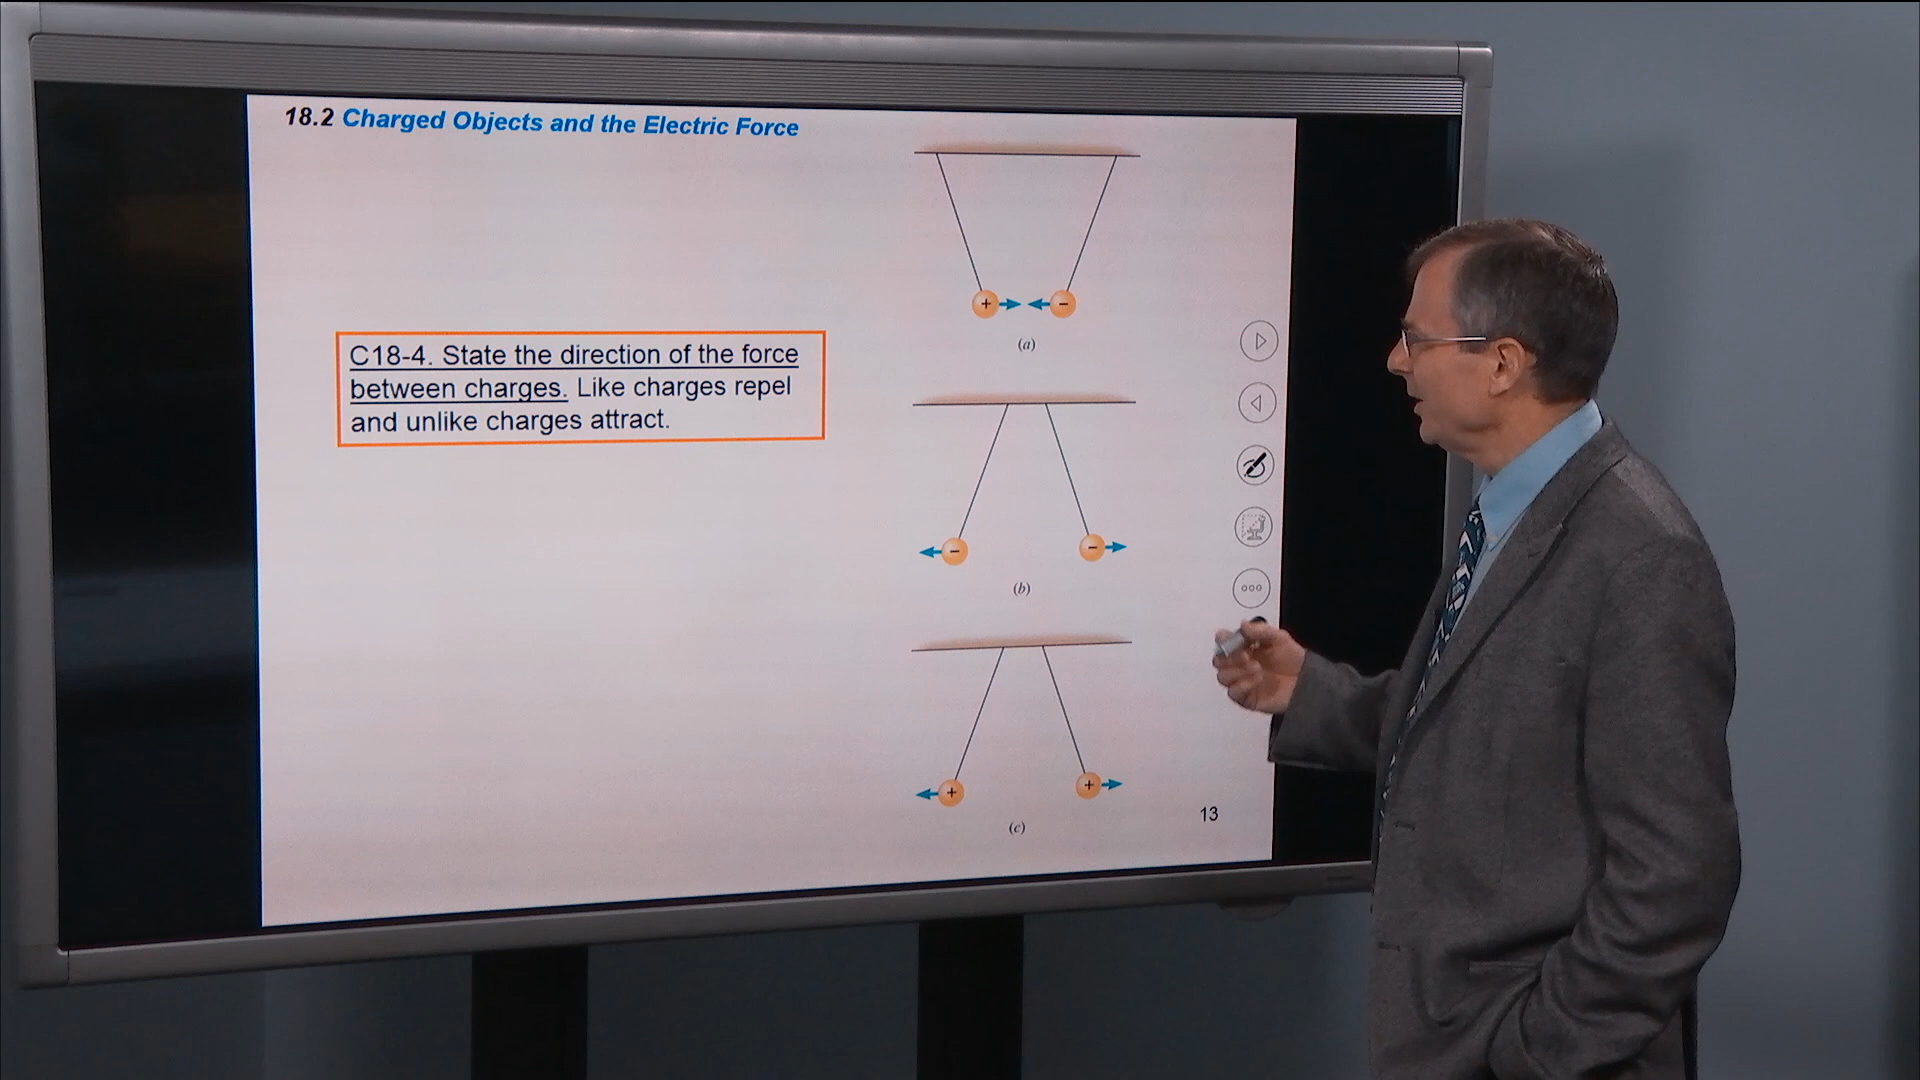 18.2 Charged Objects and the Electric Force
+ -
(a)
C18-4. State the direction of the force
between charges. Like charges repel
and unlike charges attract.
- -
(b)
+ +
(c)
13